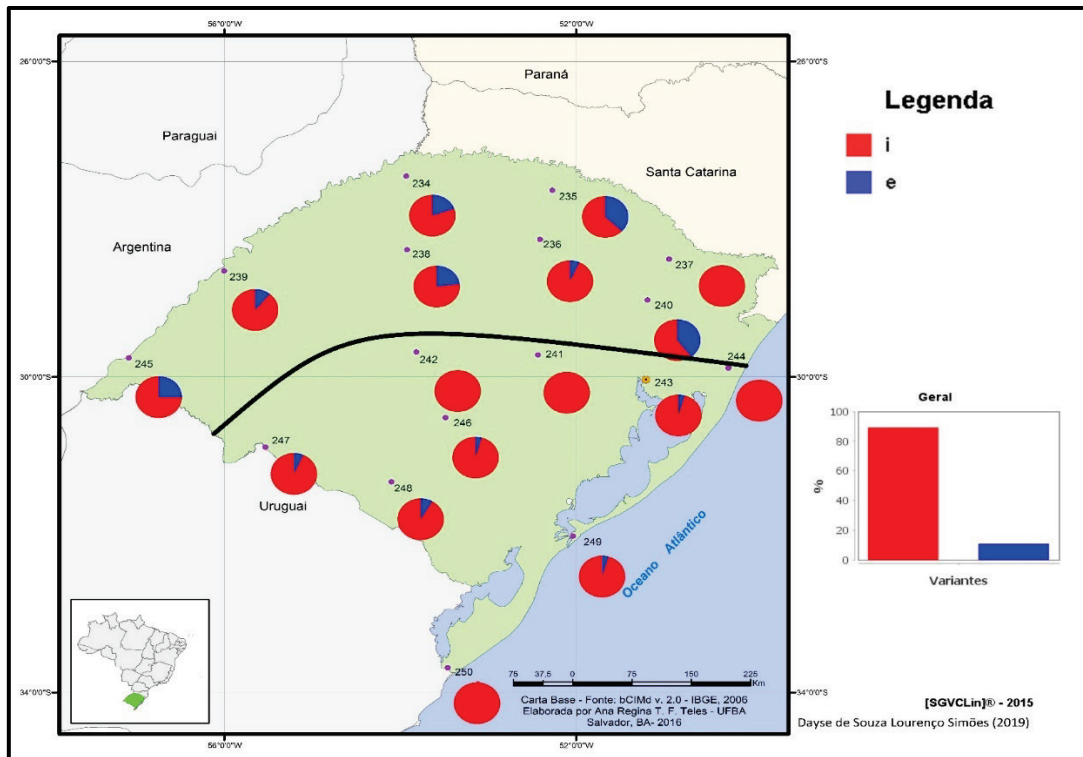 56°0'0"W
52°0'0"W
26°0'0"S
26°0'0"S
Paraná
Paraguai
Santa Catarina
Argentina
234
235
236
237
238
239
240
241
242
243
244
245
246
247
248
249
250
30°0'0"S
30°0'0"S
Uruguai
Oceano Atlântico
34°0'0"S
34°0'0"S
75 37,5 0 75 150 225
Km
Carta Base - Fonte: bCIMd v. 2.0 - IBGE, 2006
Elaborada por Ana Regina T. F. Teles - UFBA
Salvador, BA- 2016
56°0'0"W
52°0'0"W
Legenda
i
e
Geral
100
80
60
40
20
0
%
Variantes
[SGVCLin]® - 2015
Dayse de Souza Lourenço Simões (2019)